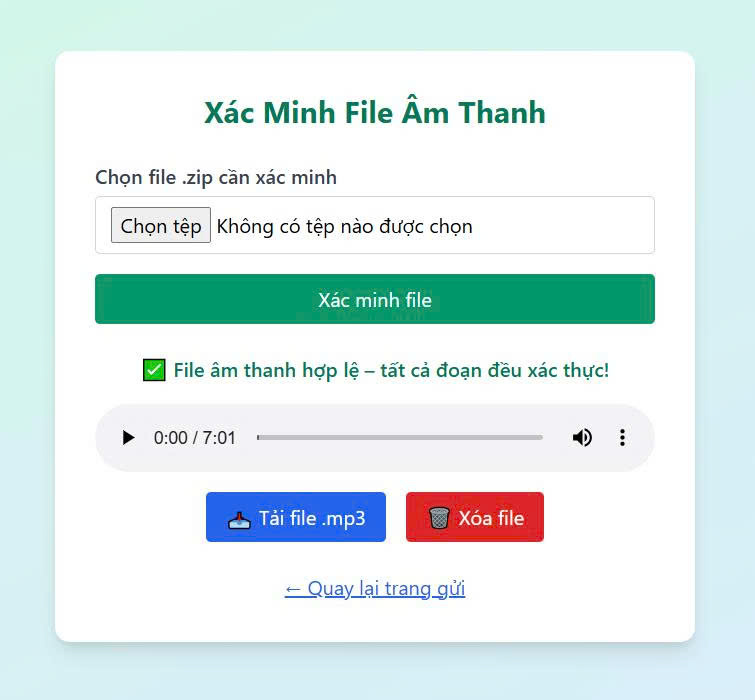 Xác Minh File Âm Thanh
Chọn file .zip cần xác minh
Chọn tệp Không có tệp nào được chọn
Xác minh file
✅ File âm thanh hợp lệ – tất cả đoạn đều xác thực!
0:00 / 7:01
📥 Tải file .mp3 🗑️ Xóa file
← Quay lại trang gửi